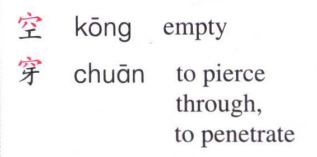 空 kōng empty
穿 chuān to pierce
through,
to penetrate